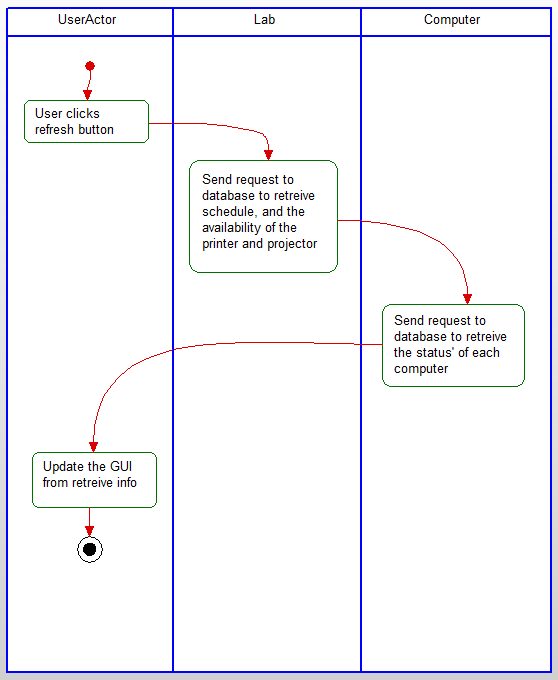 UserActor
Lab
Computer
User clicks
refresh button
Send request to
database to retreive
schedule, and the
availability of the
printer and projector
Send request to
database to retreive
the status' of each
computer
Update the GUI
from retreive info